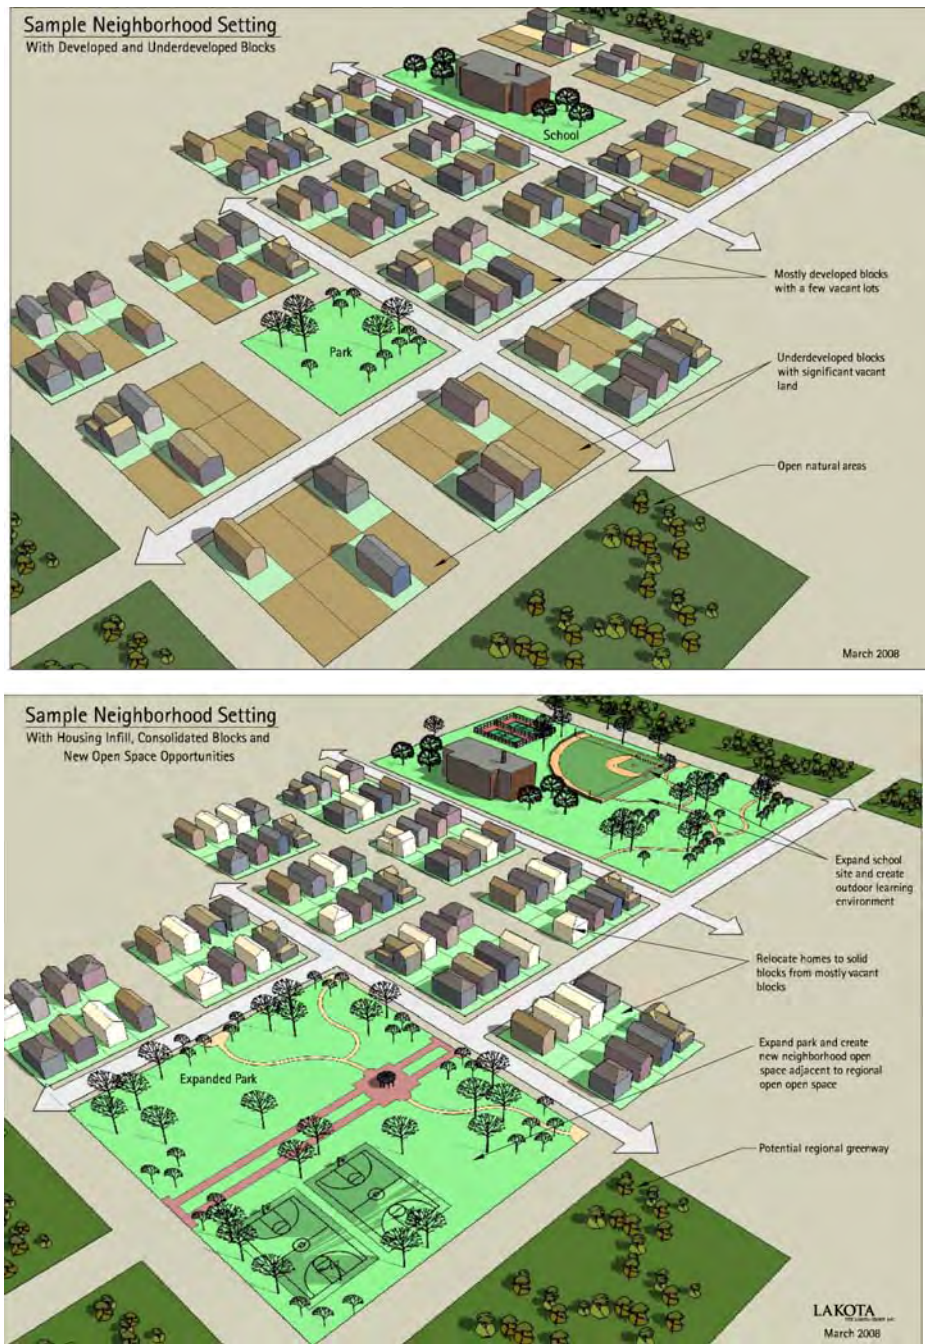 Sample Neighborhood Setting
With Developed and Underdeveloped Blocks
School
Mostly developed blocks
with a few vacant lots
Park
Underdeveloped blocks
with significant vacant
land
Open natural areas
March 2008
Sample Neighborhood Setting
With Housing Infill, Consolidated Blocks and
New Open Space Opportunities
Expand school
site and create
outdoor learning
environment
Relocate homes to solid
blocks from mostly vacant
blocks
Expanded Park
Expand park and create
new neighborhood open
space adjacent to regional
open open space
Potential regional greenway
LAKOTA
March 2008